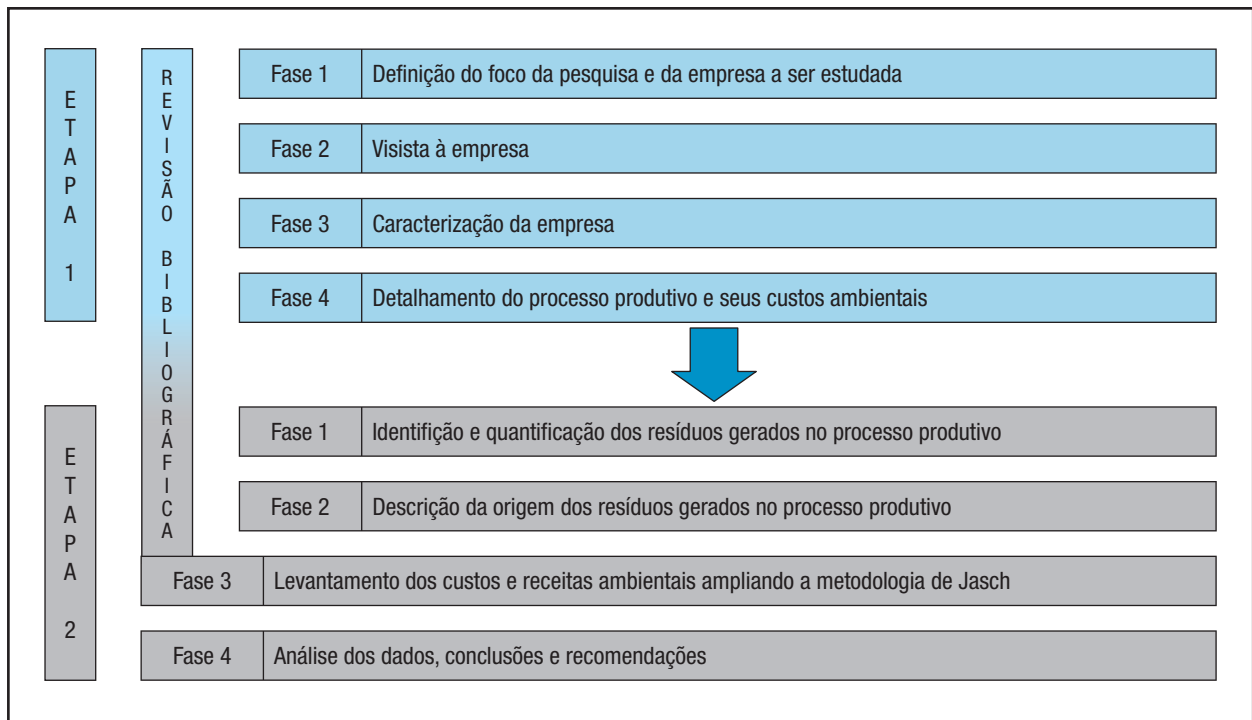 ETAPA 1
REVISÃO BIBLIOGRÁFICA
Fase 1 Definição do foco da pesquisa e da empresa a ser estudada
Fase 2 Visista à empresa
Fase 3 Caracterização da empresa
Fase 4 Detalhamento do processo produtivo e seus custos ambientais
ETAPA 2
Fase 1 Identifição e quantificação dos resíduos gerados no processo produtivo
Fase 2 Descrição da origem dos resíduos gerados no processo produtivo
Fase 3 Levantamento dos custos e receitas ambientais ampliando a metodologia de Jasch
Fase 4 Análise dos dados, conclusões e recomendações